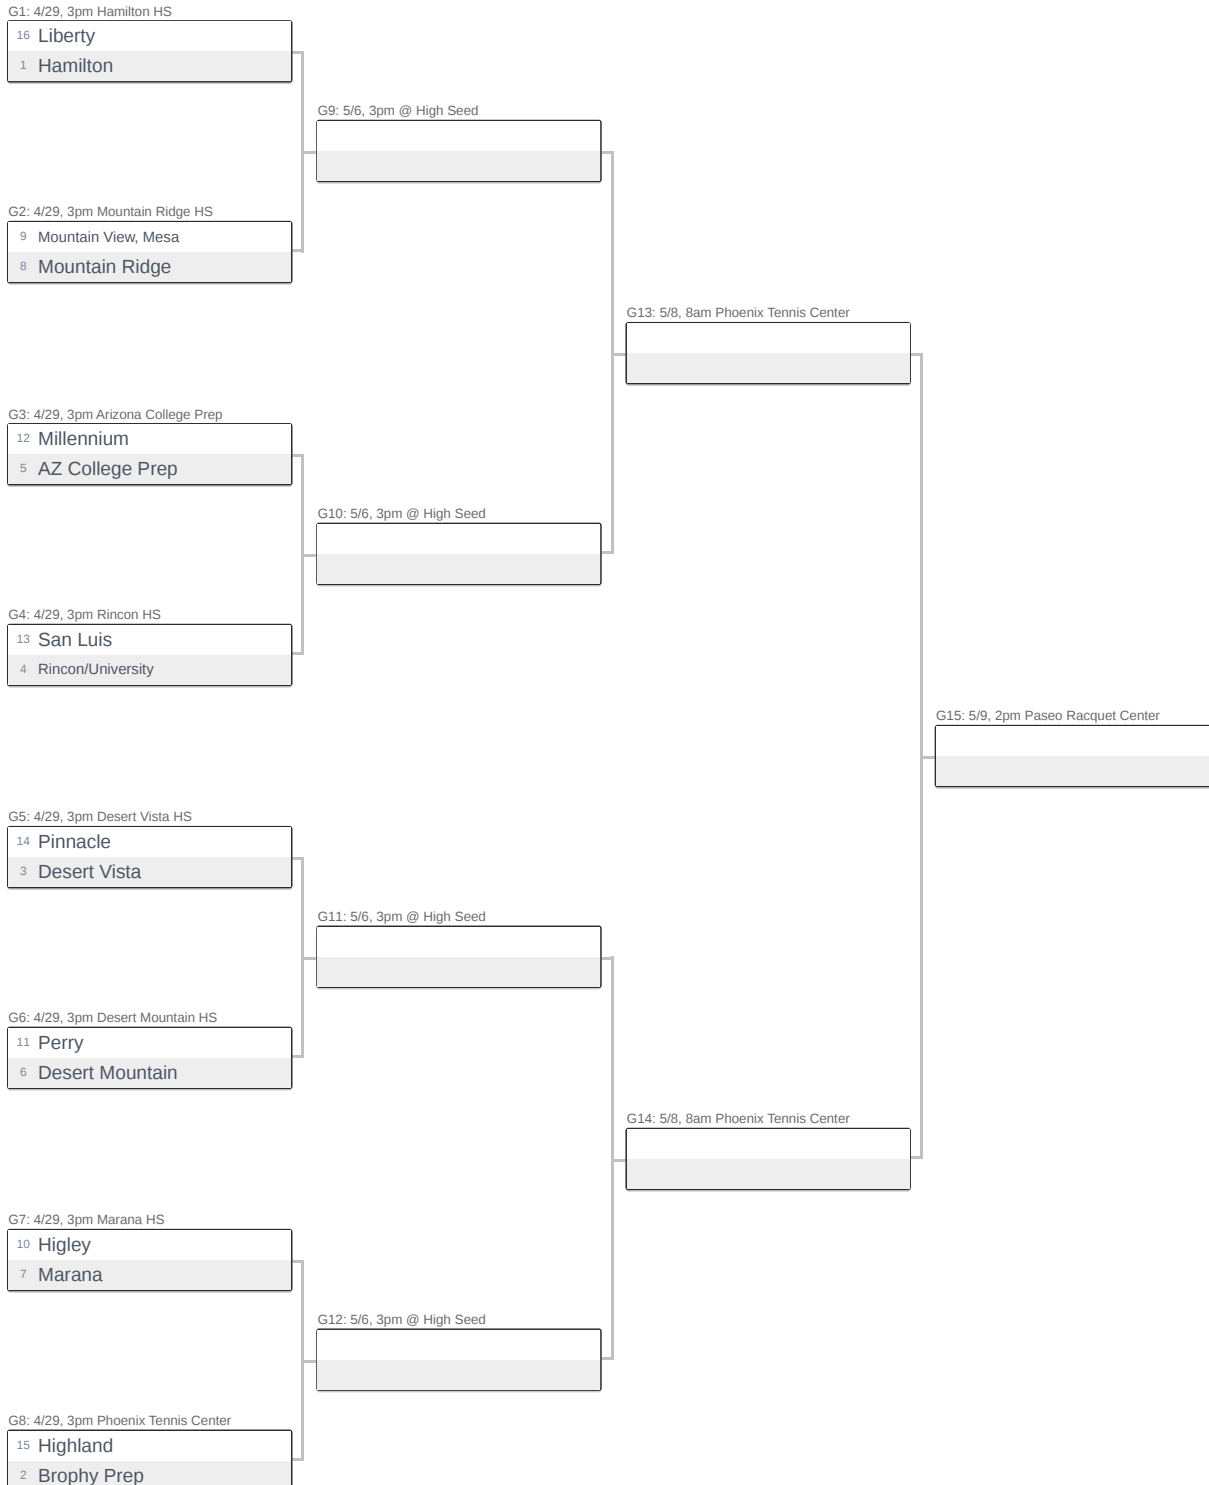 G1: 4/29, 3pm Hamilton HS
16 Liberty
1 Hamilton
G9: 5/6, 3pm @ High Seed
G2: 4/29, 3pm Mountain Ridge HS
9 Mountain View, Mesa
8 Mountain Ridge
G13: 5/8, 8am Phoenix Tennis Center
G3: 4/29, 3pm Arizona College Prep
12 Millennium
5 AZ College Prep
G10: 5/6, 3pm @ High Seed
G4: 4/29, 3pm Rincon HS
13 San Luis
4 Rincon/University
G15: 5/9, 2pm Paseo Racquet Center
G5: 4/29, 3pm Desert Vista HS
14 Pinnacle
3 Desert Vista
G11: 5/6, 3pm @ High Seed
G6: 4/29, 3pm Desert Mountain HS
11 Perry
6 Desert Mountain
G14: 5/8, 8am Phoenix Tennis Center
G7: 4/29, 3pm Marana HS
10 Higley
7 Marana
G12: 5/6, 3pm @ High Seed
G8: 4/29, 3pm Phoenix Tennis Center
15 Highland
2 Brophy Prep